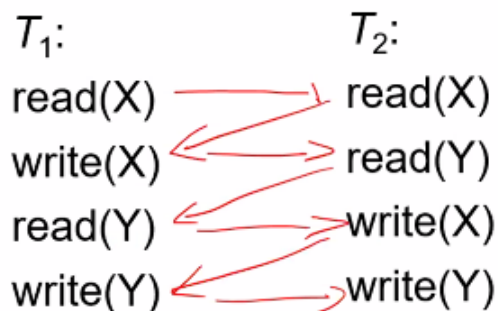 T₁: T₂:
read(X) read(X)
write(X) read(Y)
read(Y) write(X)
write(Y) write(Y)